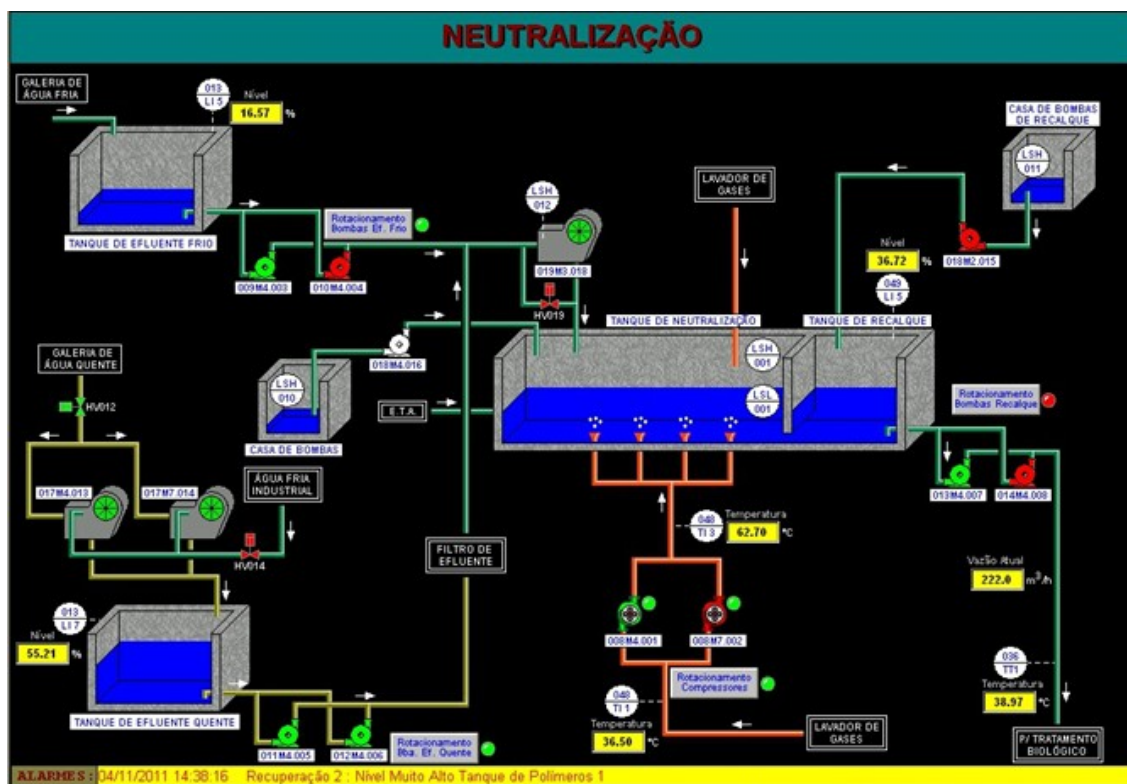 NEUTRALIZAÇÃO
GALERIA DE
ÁGUA FRIA
013
LI 5
Nível
16.57 %
TANQUE DE EFLUENTE FRIO
Rotacionamento
Bombas Ef. Frio
009M4.003
010M4.004
LSH
012
019M3.018
HV019
LAVADOR DE
GASES
CASA DE BOMBAS
DE RECALQUE
LSH
011
018M2.015
Nível
36.72 %
049
LI 5
TANQUE DE NEUTRALIZAÇÃO
TANQUE DE RECALQUE
LSH
001
LSL
001
018M4.016
LSH
010
CASA DE BOMBAS
E.T.A.
GALERIA DE
ÁGUA QUENTE
HV012
017M4.013
017M7.014
ÁGUA FRIA
INDUSTRIAL
HV014
Rotacionamento
Bombas Recalque
013M4.007
014M4.008
FILTRO DE
EFLUENTE
048
TI 3
Temperatura
62.70 °C
Vazão Atual
222.0 m³/h
013
LI 7
Nível
55.21 %
TANQUE DE EFLUENTE QUENTE
011M4.005
012M4.006
Rotacionamento
Bba. Ef. Quente
008M4.001
008M7.002
Rotacionamento
Compressores
048
TI 1
Temperatura
36.50 °C
LAVADOR DE
GASES
036
TT1
Temperatura
38.97 °C
P/ TRATAMENTO
BIOLÓGICO
ALARMES : 04/11/2011 14:38:16 Recuperação 2 : Nível Muito Alto Tanque de Polímeros 1